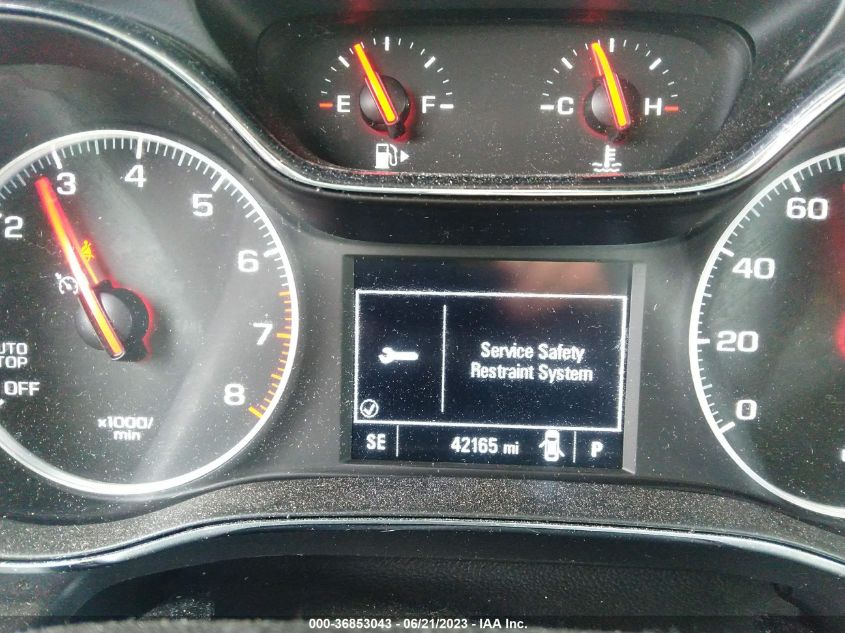 E F
C H
2
3
4
5
6
7
8
AUTO
STOP
OFF
x1000/
min
Service Safety
Restraint System
SE 42165 mi P
60
40
20
0
000-36853043 - 06/21/2023 - IAA Inc.